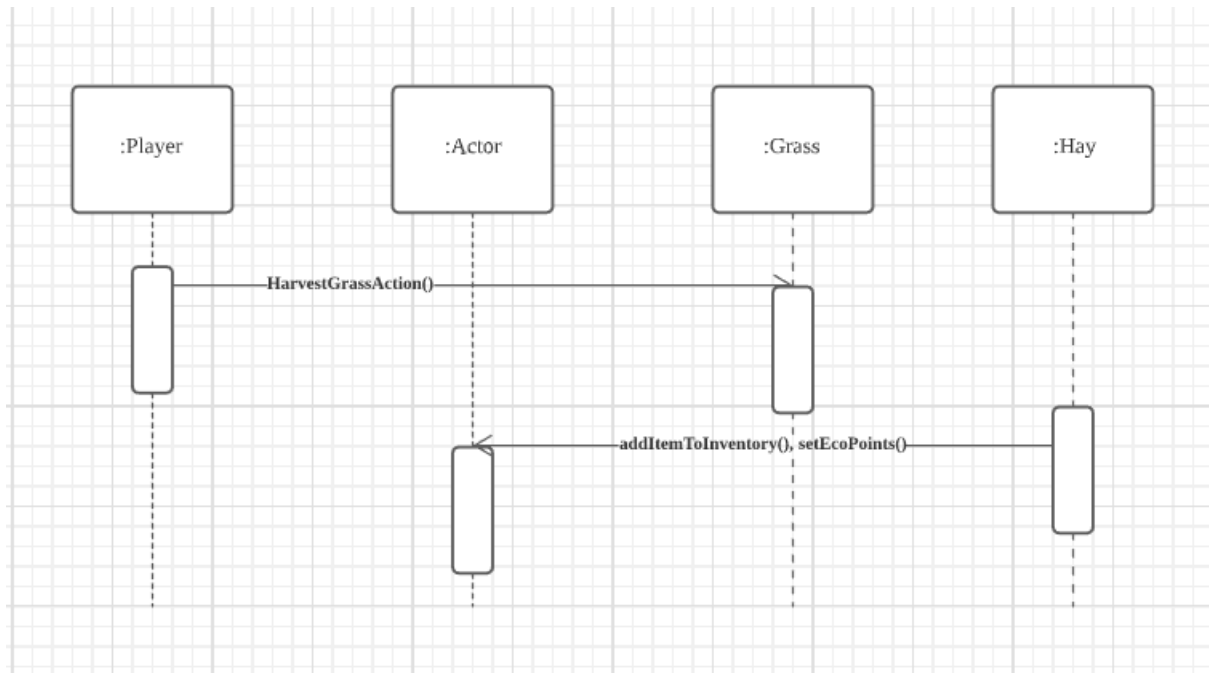 :Player
:Actor
:Grass
:Hay
HarvestGrassAction()
addItemToInventory(), setEcoPoints()